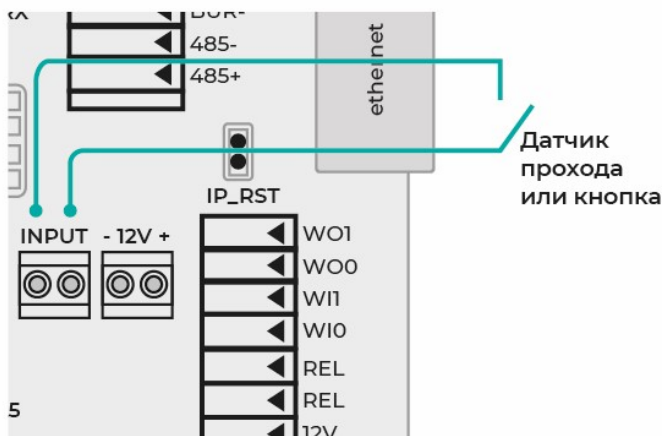 485-
485+
ethernet
Датчик
прохода
или кнопка
IP_RST
INPUT
- 12V +
WO1
WO0
WI1
WI0
REL
REL
5
12V